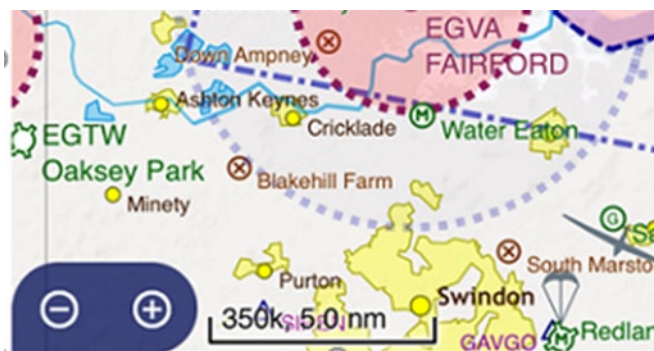 EGVA
FAIRFORD
Down Ampney
Ashton Keynes
Cricklade
M
Water Eaton
EGTW
Oaksey Park
Blakehill Farm
Minety
G
South Marsto
Purton
Swindon
350k, 5.0 nm
GAVGO
M
Redlan